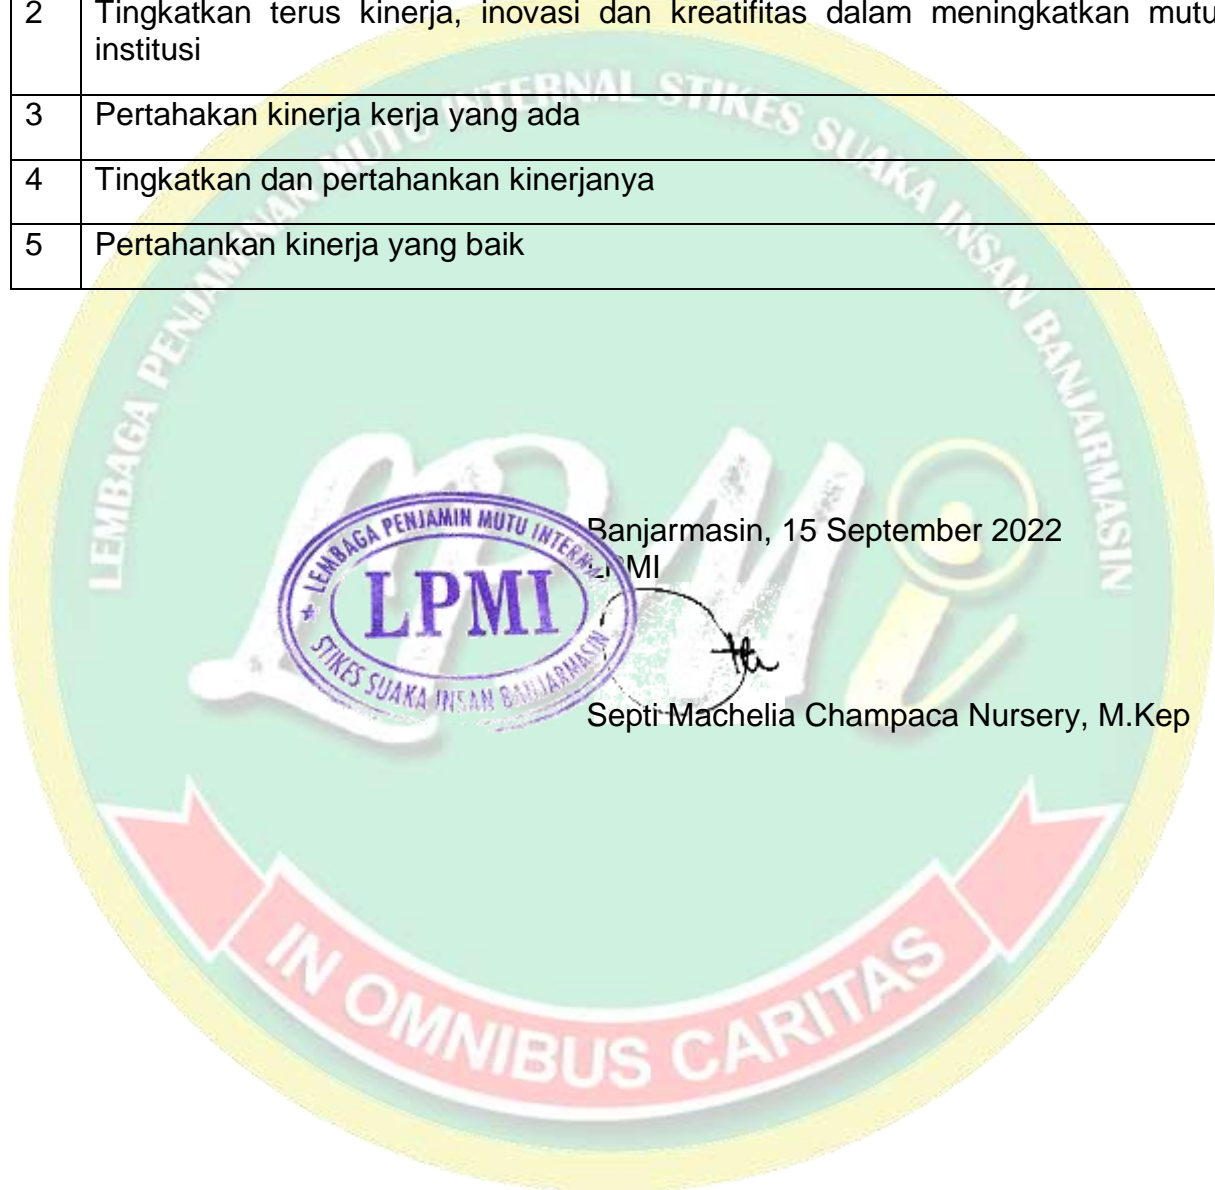 2 Tingkatkan terus kinerja, inovasi dan kreatifitas dalam meningkatkan mutu
institusi
3 Pertahakan kinerja kerja yang ada
4 Tingkatkan dan pertahankan kinerjanya
5 Pertahankan kinerja yang baik
LEMBAGA PENJAMINAN MUTU INTERNAL STIKES SUAKA INSAN BANJARMASIN
LPMi
Banjarmasin, 15 September 2022
LPMI
LEMBAGA PENJAMIN MUTU INTERNAL
LPMI
STIKES SUAKA INSAN BANJARMASIN
Septi Machelia Champaca Nursery, M.Kep
IN OMNIBUS CARITAS